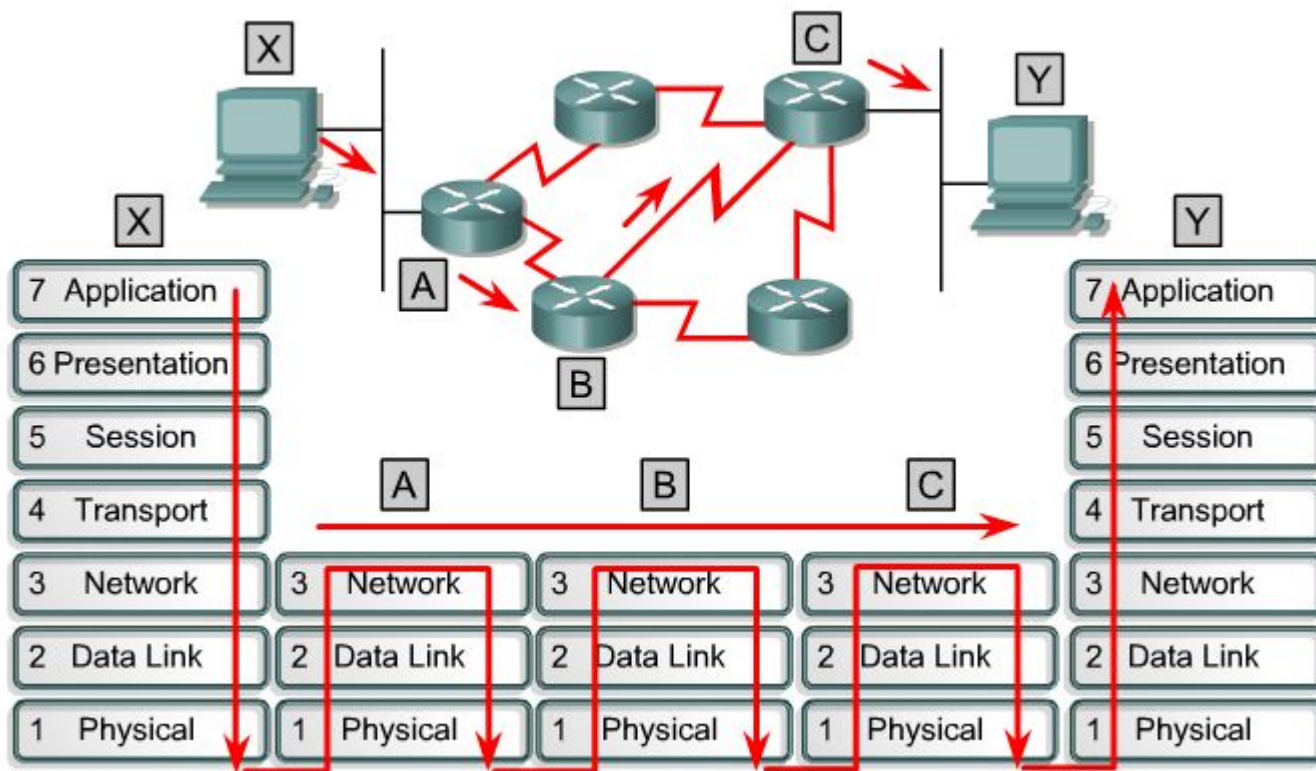 X
C
Y
X
Y
A
B
7 Application
7 Application
6 Presentation
6 Presentation
5 Session
5 Session
A
B
C
4 Transport
4 Transport
3 Network
3 Network
3 Network
3 Network
3 Network
2 Data Link
2 Data Link
2 Data Link
2 Data Link
2 Data Link
1 Physical
1 Physical
1 Physical
1 Physical
1 Physical